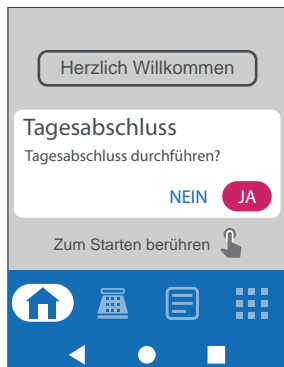 Herzlich Willkommen
Tagesabschluss
Tagesabschluss durchführen?
NEIN JA
Zum Starten berühren